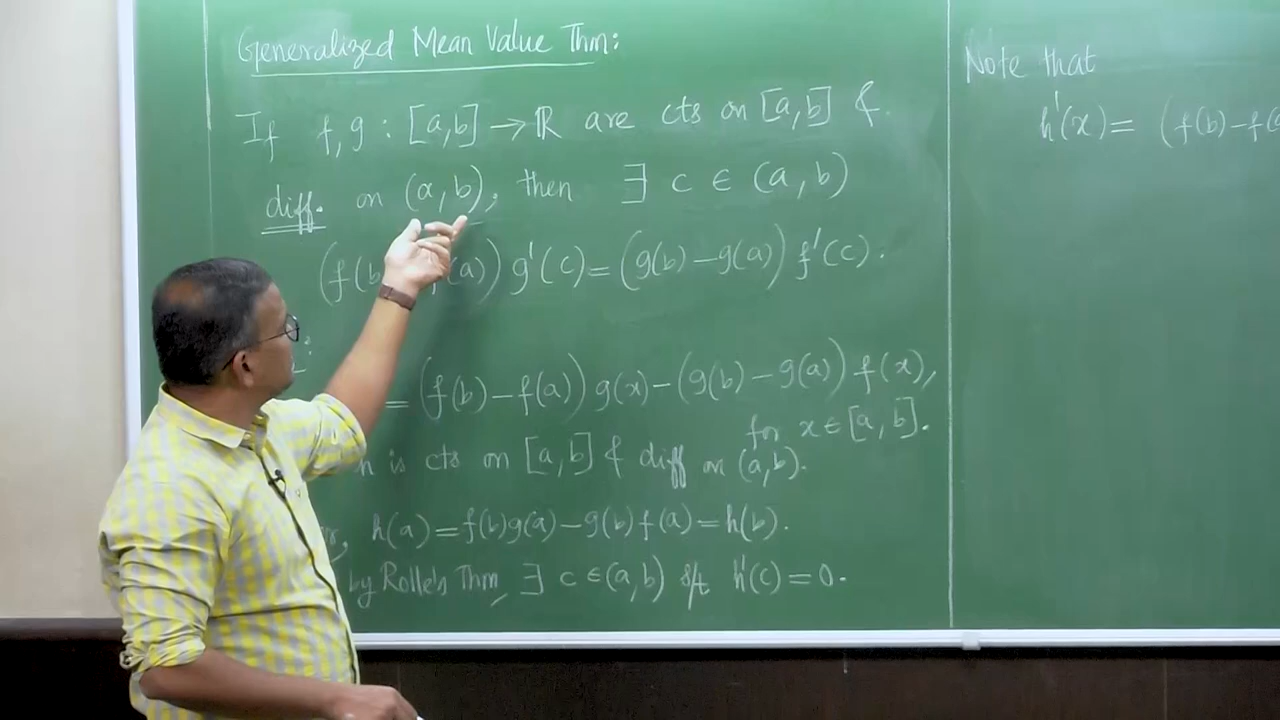 Generalized Mean Value Thm:
If f, g : [a,b] → ℝ are cts on [a,b] &
diff. on (a,b), then ∃ c ∈ (a,b)
(f(b) f(a)) g'(c) = (g(b) – g(a)) f'(c).
:
= (f(b) – f(a)) g(x) – (g(b) – g(a)) f(x),
for x ∈ [a,b].
h is cts on [a,b] & diff on (a,b).
h(a) = f(b)g(a) – g(b)f(a) = h(b).
by Rolle's Thm, ∃ c ∈ (a,b) s/t h'(c) = 0.
Note that
h'(x) = (f(b) – f(a